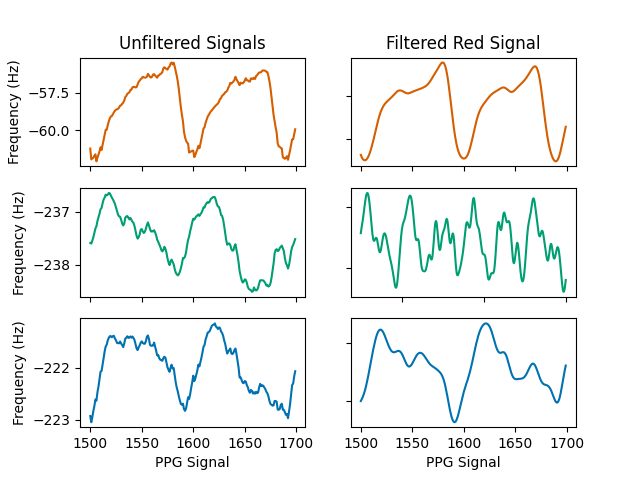 Unfiltered Signals
Filtered Red Signal
Frequency (Hz)
−57.5
−60.0
Frequency (Hz)
−237
−238
Frequency (Hz)
−222
−223
1500 1550 1600 1650 1700
1500 1550 1600 1650 1700
PPG Signal
PPG Signal